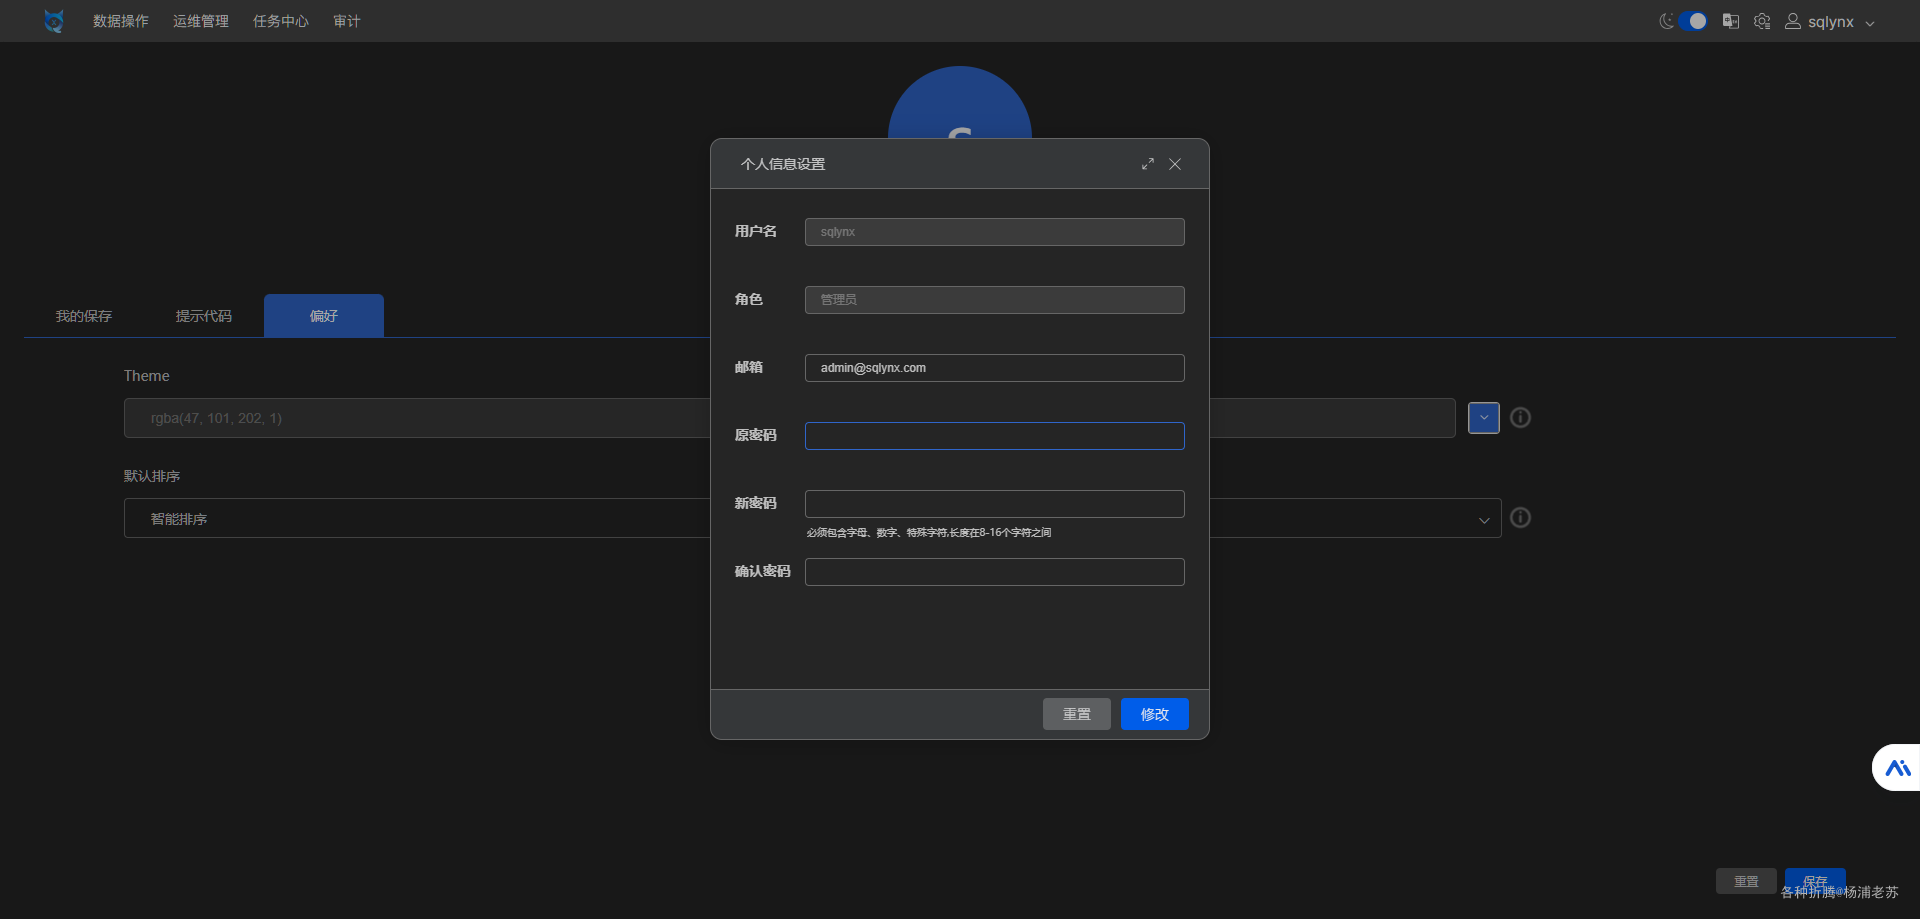 数据操作 运维管理 任务中心 审计 sqlynx
个人信息设置
用户名 sqlynx
角色 管理员
邮箱 admin@sqlynx.com
原密码
新密码
必须包含字母、数字、特殊字符,长度在8-16个字符之间
确认密码
重置 修改
我的保存 提示代码 偏好
Theme
rgba(47, 101, 202, 1)
默认排序
智能排序
重置 保存
各种折腾@杨浦老苏